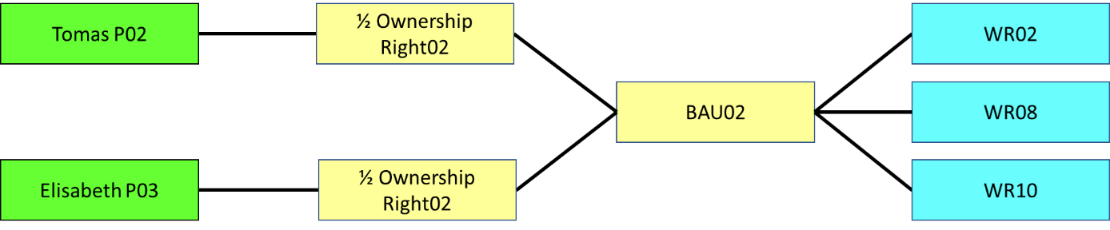 Tomas P02
½ Ownership
Right02
WR02
BAU02
WR08
Elisabeth P03
½ Ownership
Right02
WR10